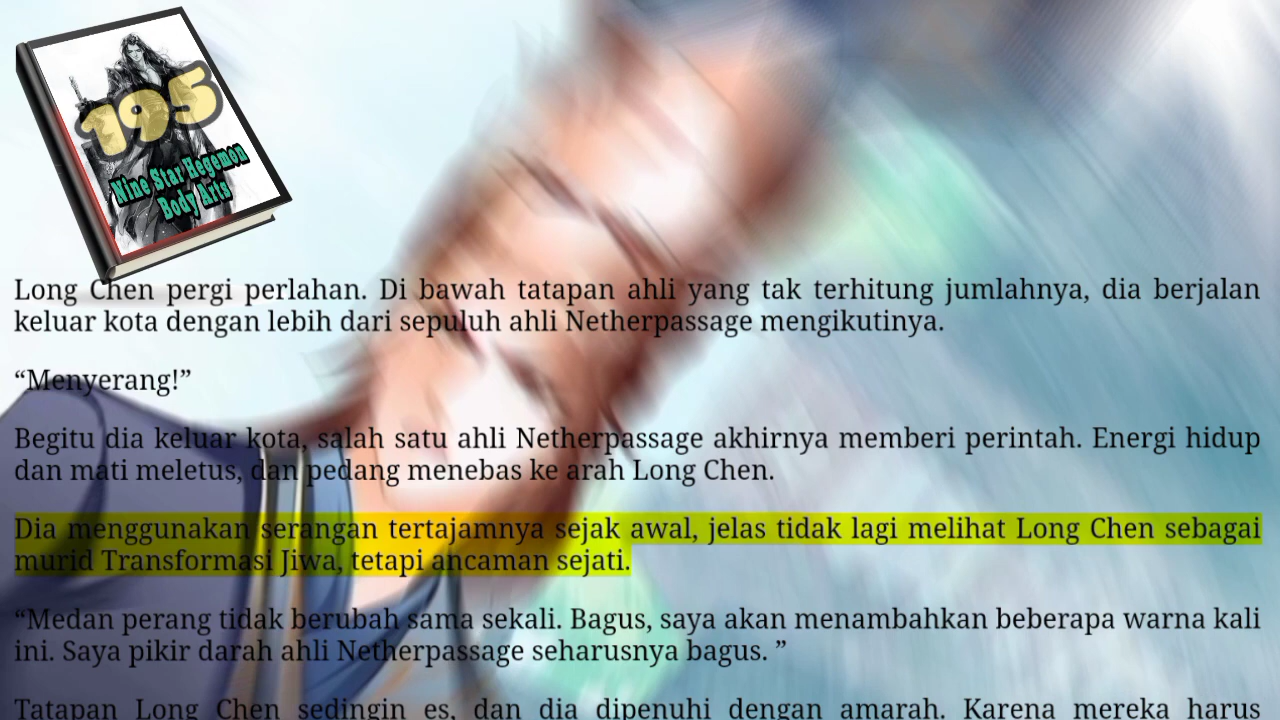 195
Nine Star Hegemon
Body Arts
Long Chen pergi perlahan. Di bawah tatapan ahli yang tak terhitung jumlahnya, dia berjalan
keluar kota dengan lebih dari sepuluh ahli Netherpassage mengikutinya.
“Menyerang!”
Begitu dia keluar kota, salah satu ahli Netherpassage akhirnya memberi perintah. Energi hidup
dan mati meletus, dan pedang menebas ke arah Long Chen.
Dia menggunakan serangan tertajamnya sejak awal, jelas tidak lagi melihat Long Chen sebagai
murid Transformasi Jiwa, tetapi ancaman sejati.
“Medan perang tidak berubah sama sekali. Bagus, saya akan menambahkan beberapa warna kali
ini. Saya pikir darah ahli Netherpassage seharusnya bagus. ”
Tatapan Long Chen sedingin es, dan dia dipenuhi dengan amarah. Karena mereka harus